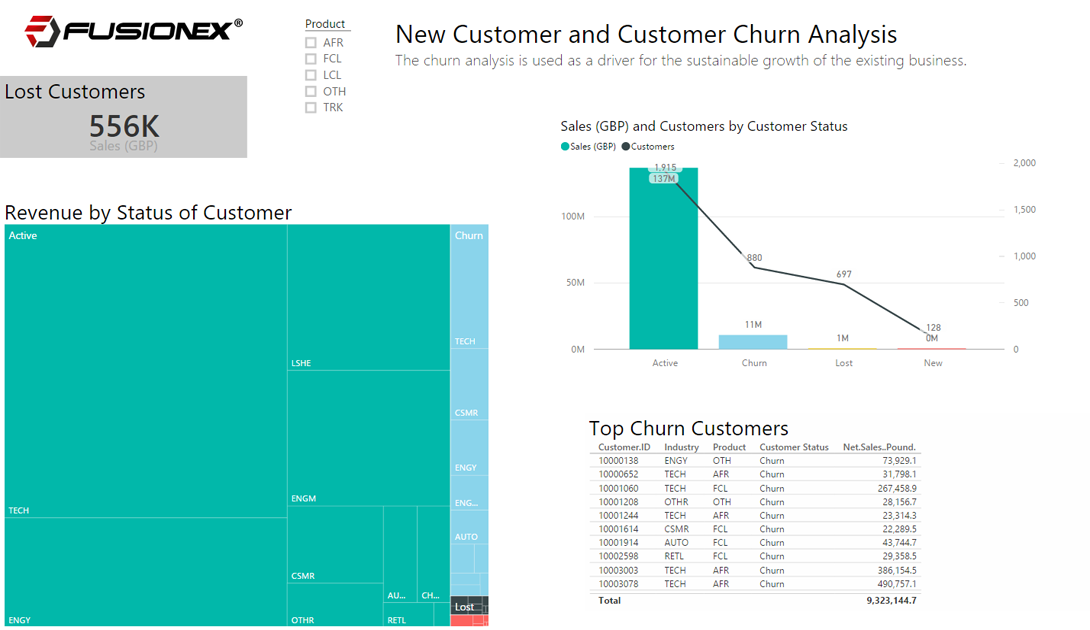 FUSIONEX®
Product
AFR
FCL
LCL
OTH
TRK
New Customer and Customer Churn Analysis
The churn analysis is used as a driver for the sustainable growth of the existing business.
Lost Customers
556K
Sales (GBP)
Revenue by Status of Customer
Active
TECH
ENGY
LSHE
ENGM
CSMR
OTHR
AU...
CH...
RETL
Churn
TECH
CSMR
ENGY
ENG...
AUTO
Lost
Sales (GBP) and Customers by Customer Status
Sales (GBP) Customers
100M
50M
0M
2,000
1,500
1,000
500
0
1,915
137M
880
11M
697
1M
128
0M
Active Churn Lost New
Top Churn Customers
Customer.ID Industry Product Customer Status Net.Sales..Pound.
10000138 ENGY OTH Churn 73,929.1
10000652 TECH AFR Churn 31,798.1
10001060 TECH FCL Churn 267,458.9
10001208 OTHR OTH Churn 28,156.7
10001244 TECH AFR Churn 23,314.3
10001614 CSMR FCL Churn 22,289.5
10001914 AUTO FCL Churn 43,744.7
10002598 RETL FCL Churn 29,358.5
10003003 TECH AFR Churn 386,154.5
10003078 TECH AFR Churn 490,757.1
Total 9,323,144.7